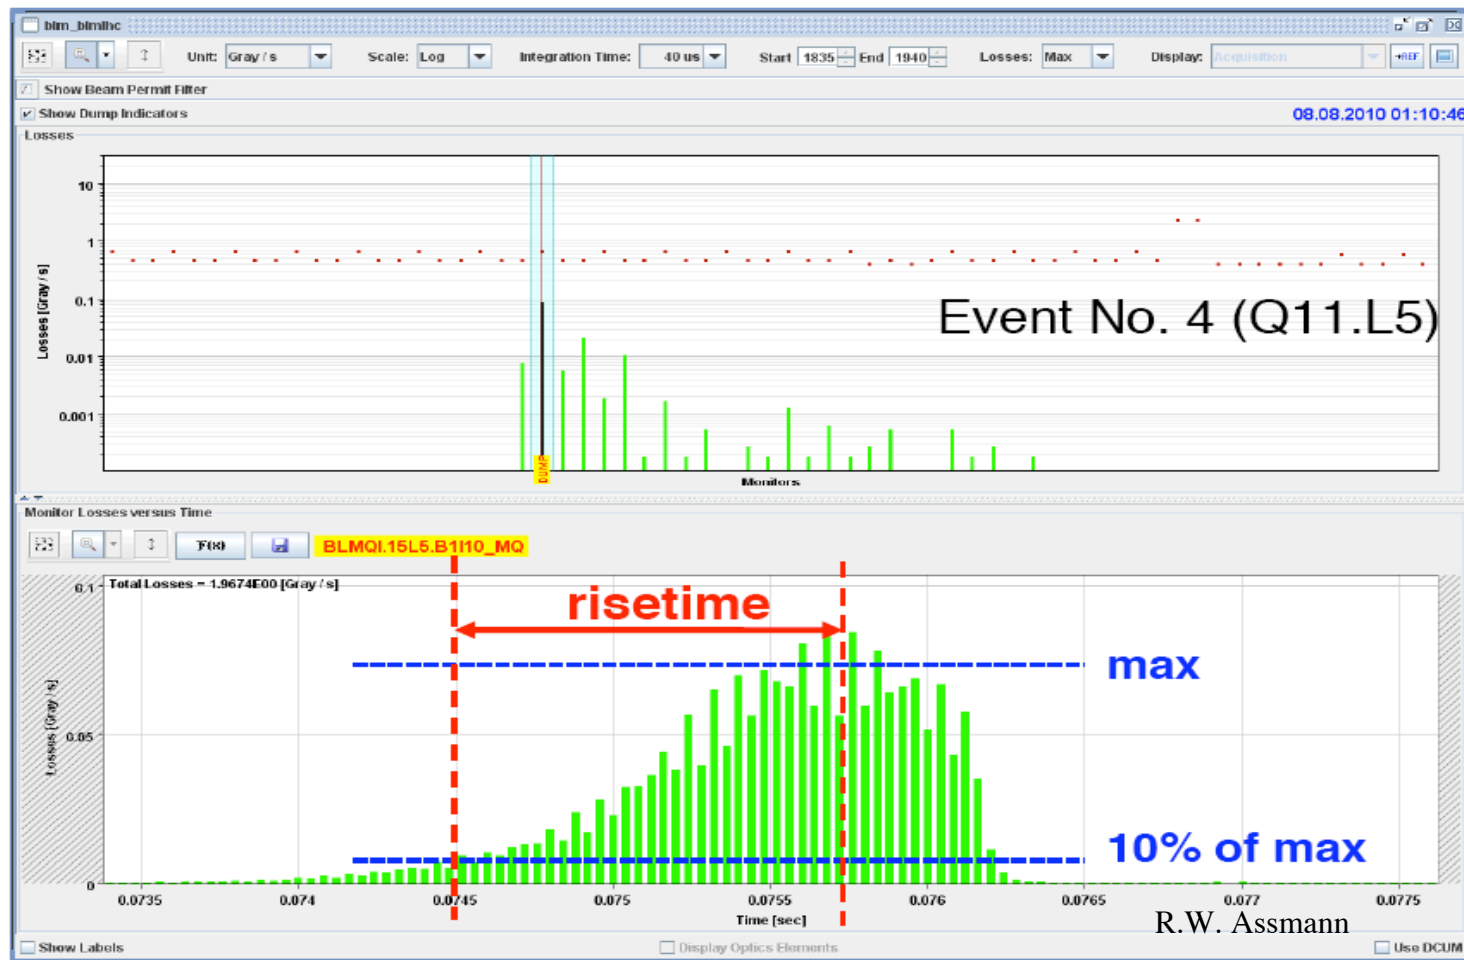 blm_blmlhc
Unit: Gray / s Scale: Log Integration Time: 40 us Start 1835 End 1940 Losses: Max Display: Acquisition →REF
Show Beam Permit Filter
Show Dump Indicators 08.08.2010 01:10:46
Losses
10
1
0.1
0.01
0.001
Losses [Gray / s]
Event No. 4 (Q11.L5)
DUMP
Monitors
Monitor Losses versus Time
F(x) BLMQI.15L5.B1I10_MQ
Total Losses = 1.9674E00 [Gray / s]
0.1
0.05
0
Losses [Gray / s]
risetime
max
10% of max
0.0735 0.074 0.0745 0.075 0.0755 0.076 0.0765 0.077 0.0775
Time [sec]
R.W. Assmann
Show Labels Display Optics Elements Use DCUM